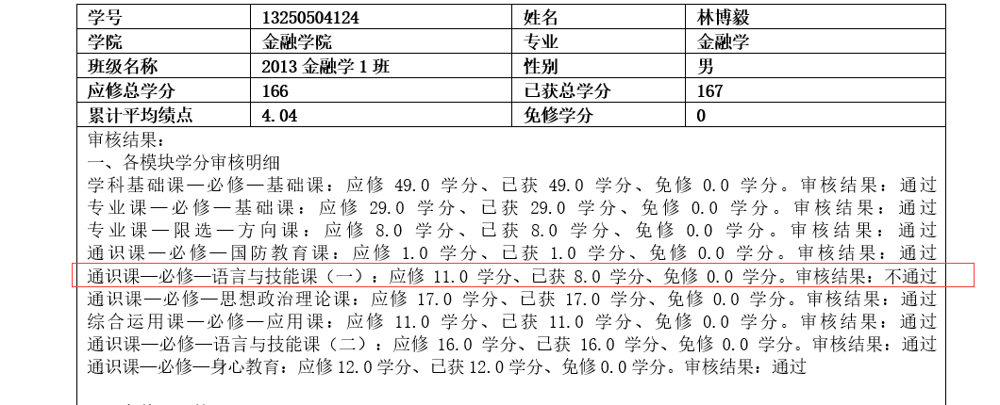 学号 13250504124 姓名 林博毅
学院 金融学院 专业 金融学
班级名称 2013 金融学 1 班 性别 男
应修总学分 166 已获总学分 167
累计平均绩点 4.04 免修学分 0
审核结果：
一、各模块学分审核明细
学科基础课—必修—基础课：应修 49.0 学分、已获 49.0 学分、免修 0.0 学分。审核结果：通过
专业课—必修—基础课：应修 29.0 学分、已获 29.0 学分、免修 0.0 学分。审核结果：通过
专业课—限选—方向课：应修 8.0 学分、已获 8.0 学分、免修 0.0 学分。审核结果：通过
通识课—必修—国防教育课：应修 1.0 学分、已获 1.0 学分、免修 0.0 学分。审核结果：通过
通识课—必修—语言与技能课（一）：应修 11.0 学分、已获 8.0 学分、免修 0.0 学分。审核结果：不通过
通识课—必修—思想政治理论课：应修 17.0 学分、已获 17.0 学分、免修 0.0 学分。审核结果：通过
综合运用课—必修—应用课：应修 11.0 学分、已获 11.0 学分、免修 0.0 学分。审核结果：通过
通识课—必修—语言与技能课（二）：应修 16.0 学分、已获 16.0 学分、免修 0.0 学分。审核结果：通过
通识课—必修—身心教育：应修 12.0 学分、已获 12.0 学分、免修 0.0 学分。审核结果：通过